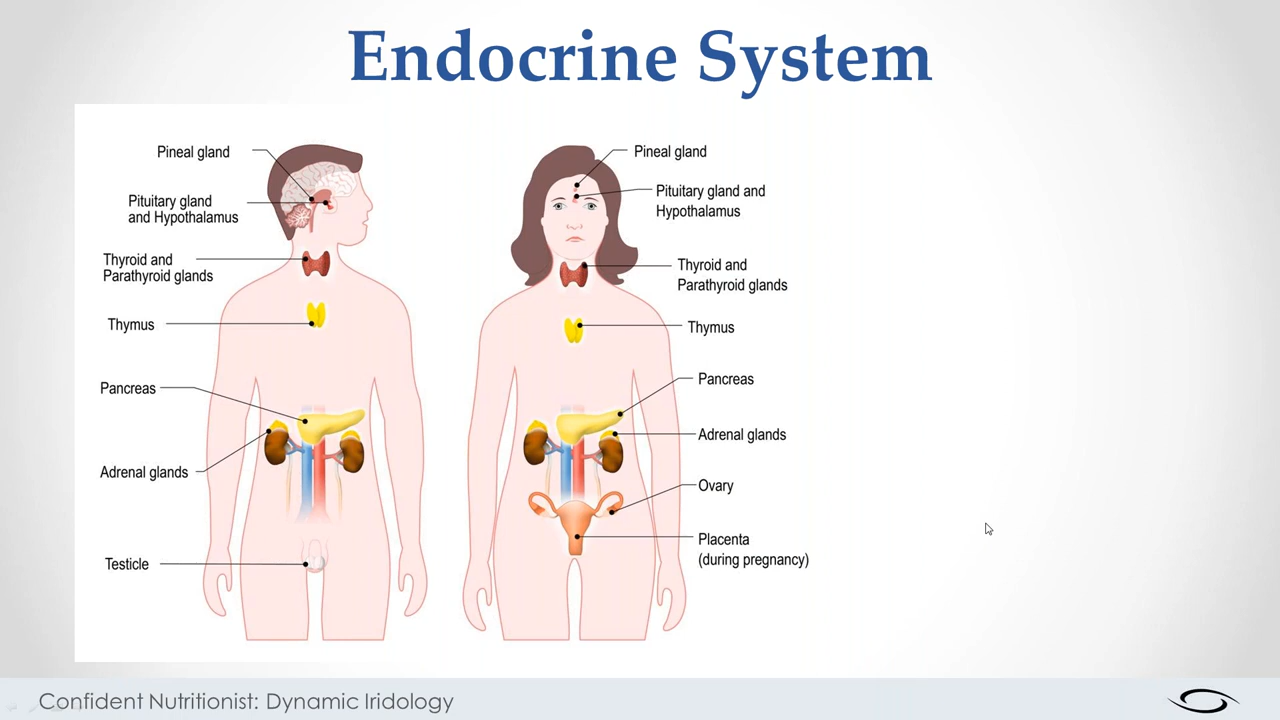 Endocrine System
Pineal gland
Pituitary gland
and Hypothalamus
Thyroid and
Parathyroid glands
Thymus
Pancreas
Adrenal glands
Testicle
Pineal gland
Pituitary gland and
Hypothalamus
Thyroid and
Parathyroid glands
Thymus
Pancreas
Adrenal glands
Ovary
Placenta
(during pregnancy)
Confident Nutritionist: Dynamic Iridology